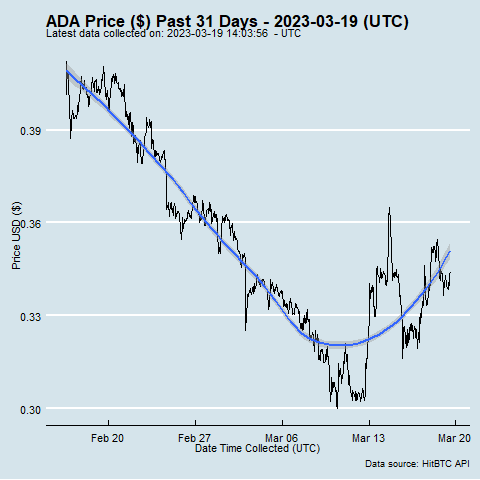 ADA Price ($) Past 31 Days - 2023-03-19 (UTC)
Latest data collected on: 2023-03-19 14:03:56 - UTC
Price USD ($)
0.39
0.36
0.33
0.30
Feb 20 Feb 27 Mar 06 Mar 13 Mar 20
Date Time Collected (UTC)
Data source: HitBTC API